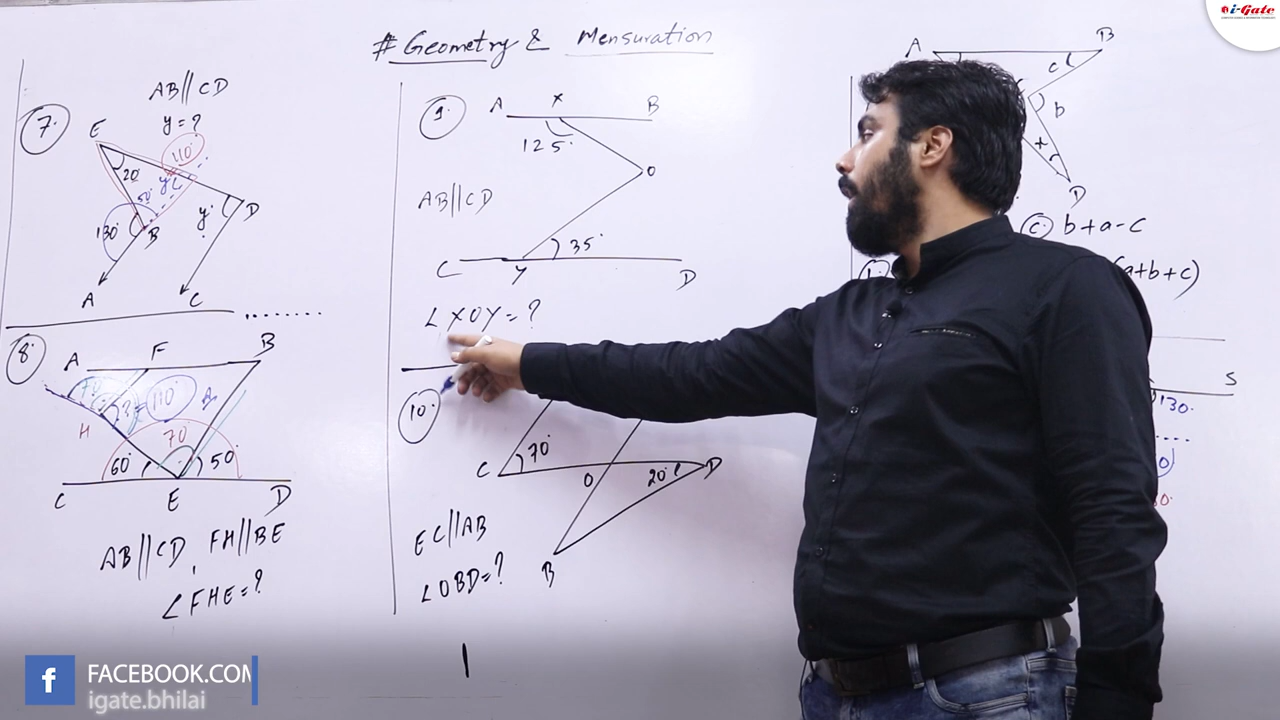 # Geometry & Mensuration
7.
AB||CD
y = ?
E
110°
20°
50°
y
130°
B
y
D
A
C
8.
A
F
B
H
?
110°
70°
60°
50°
C
E
D
AB||CD, FH||BE
∠FHE = ?
9.
A
X
B
125°
O
AB||CD
35°
C
Y
D
∠XOY = ?
10.
70°
C
O
20°
D
EC||AB
∠OBD = ?
B
A
B
c
b
x
D
c. b+a-c
a+b+c)
S
130°
i-Gate
f
FACEBOOK.COM
igate.bhilai